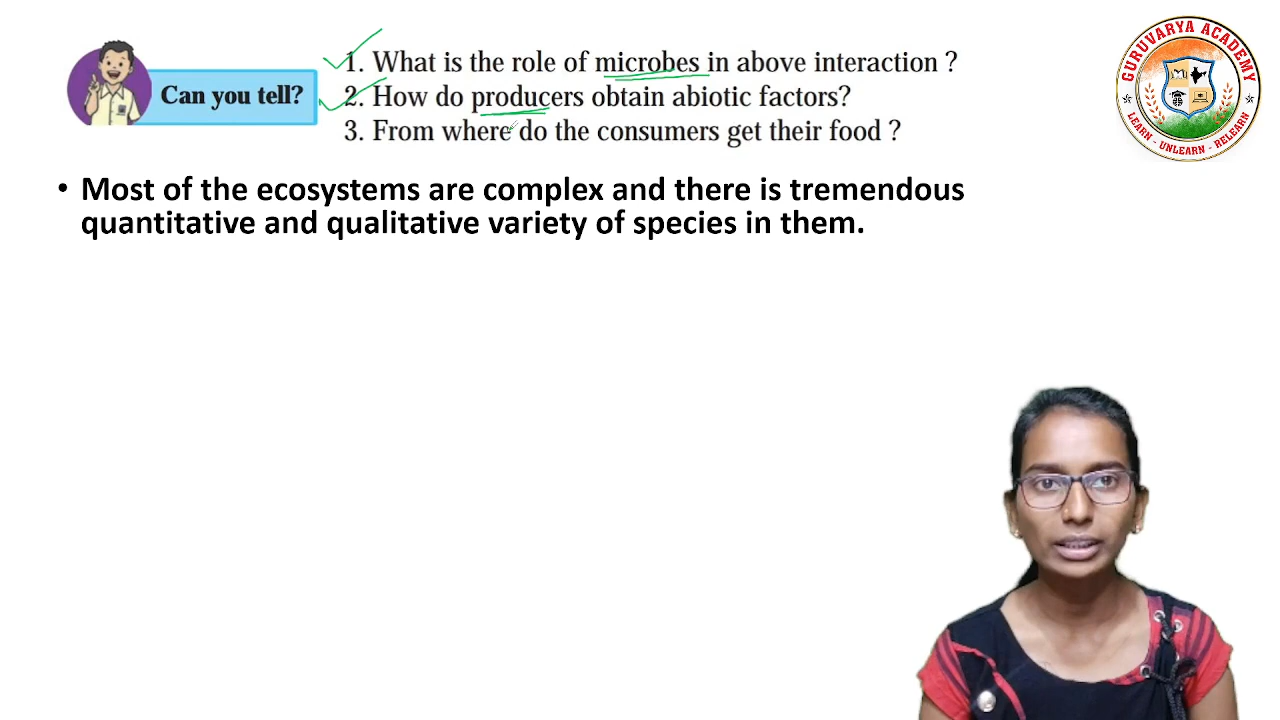 Can you tell?
1. What is the role of microbes in above interaction ?
2. How do producers obtain abiotic factors?
3. From where do the consumers get their food ?
GURUVARYA ACADEMY
LEARN - UNLEARN - RELEARN
• Most of the ecosystems are complex and there is tremendous
quantitative and qualitative variety of species in them.